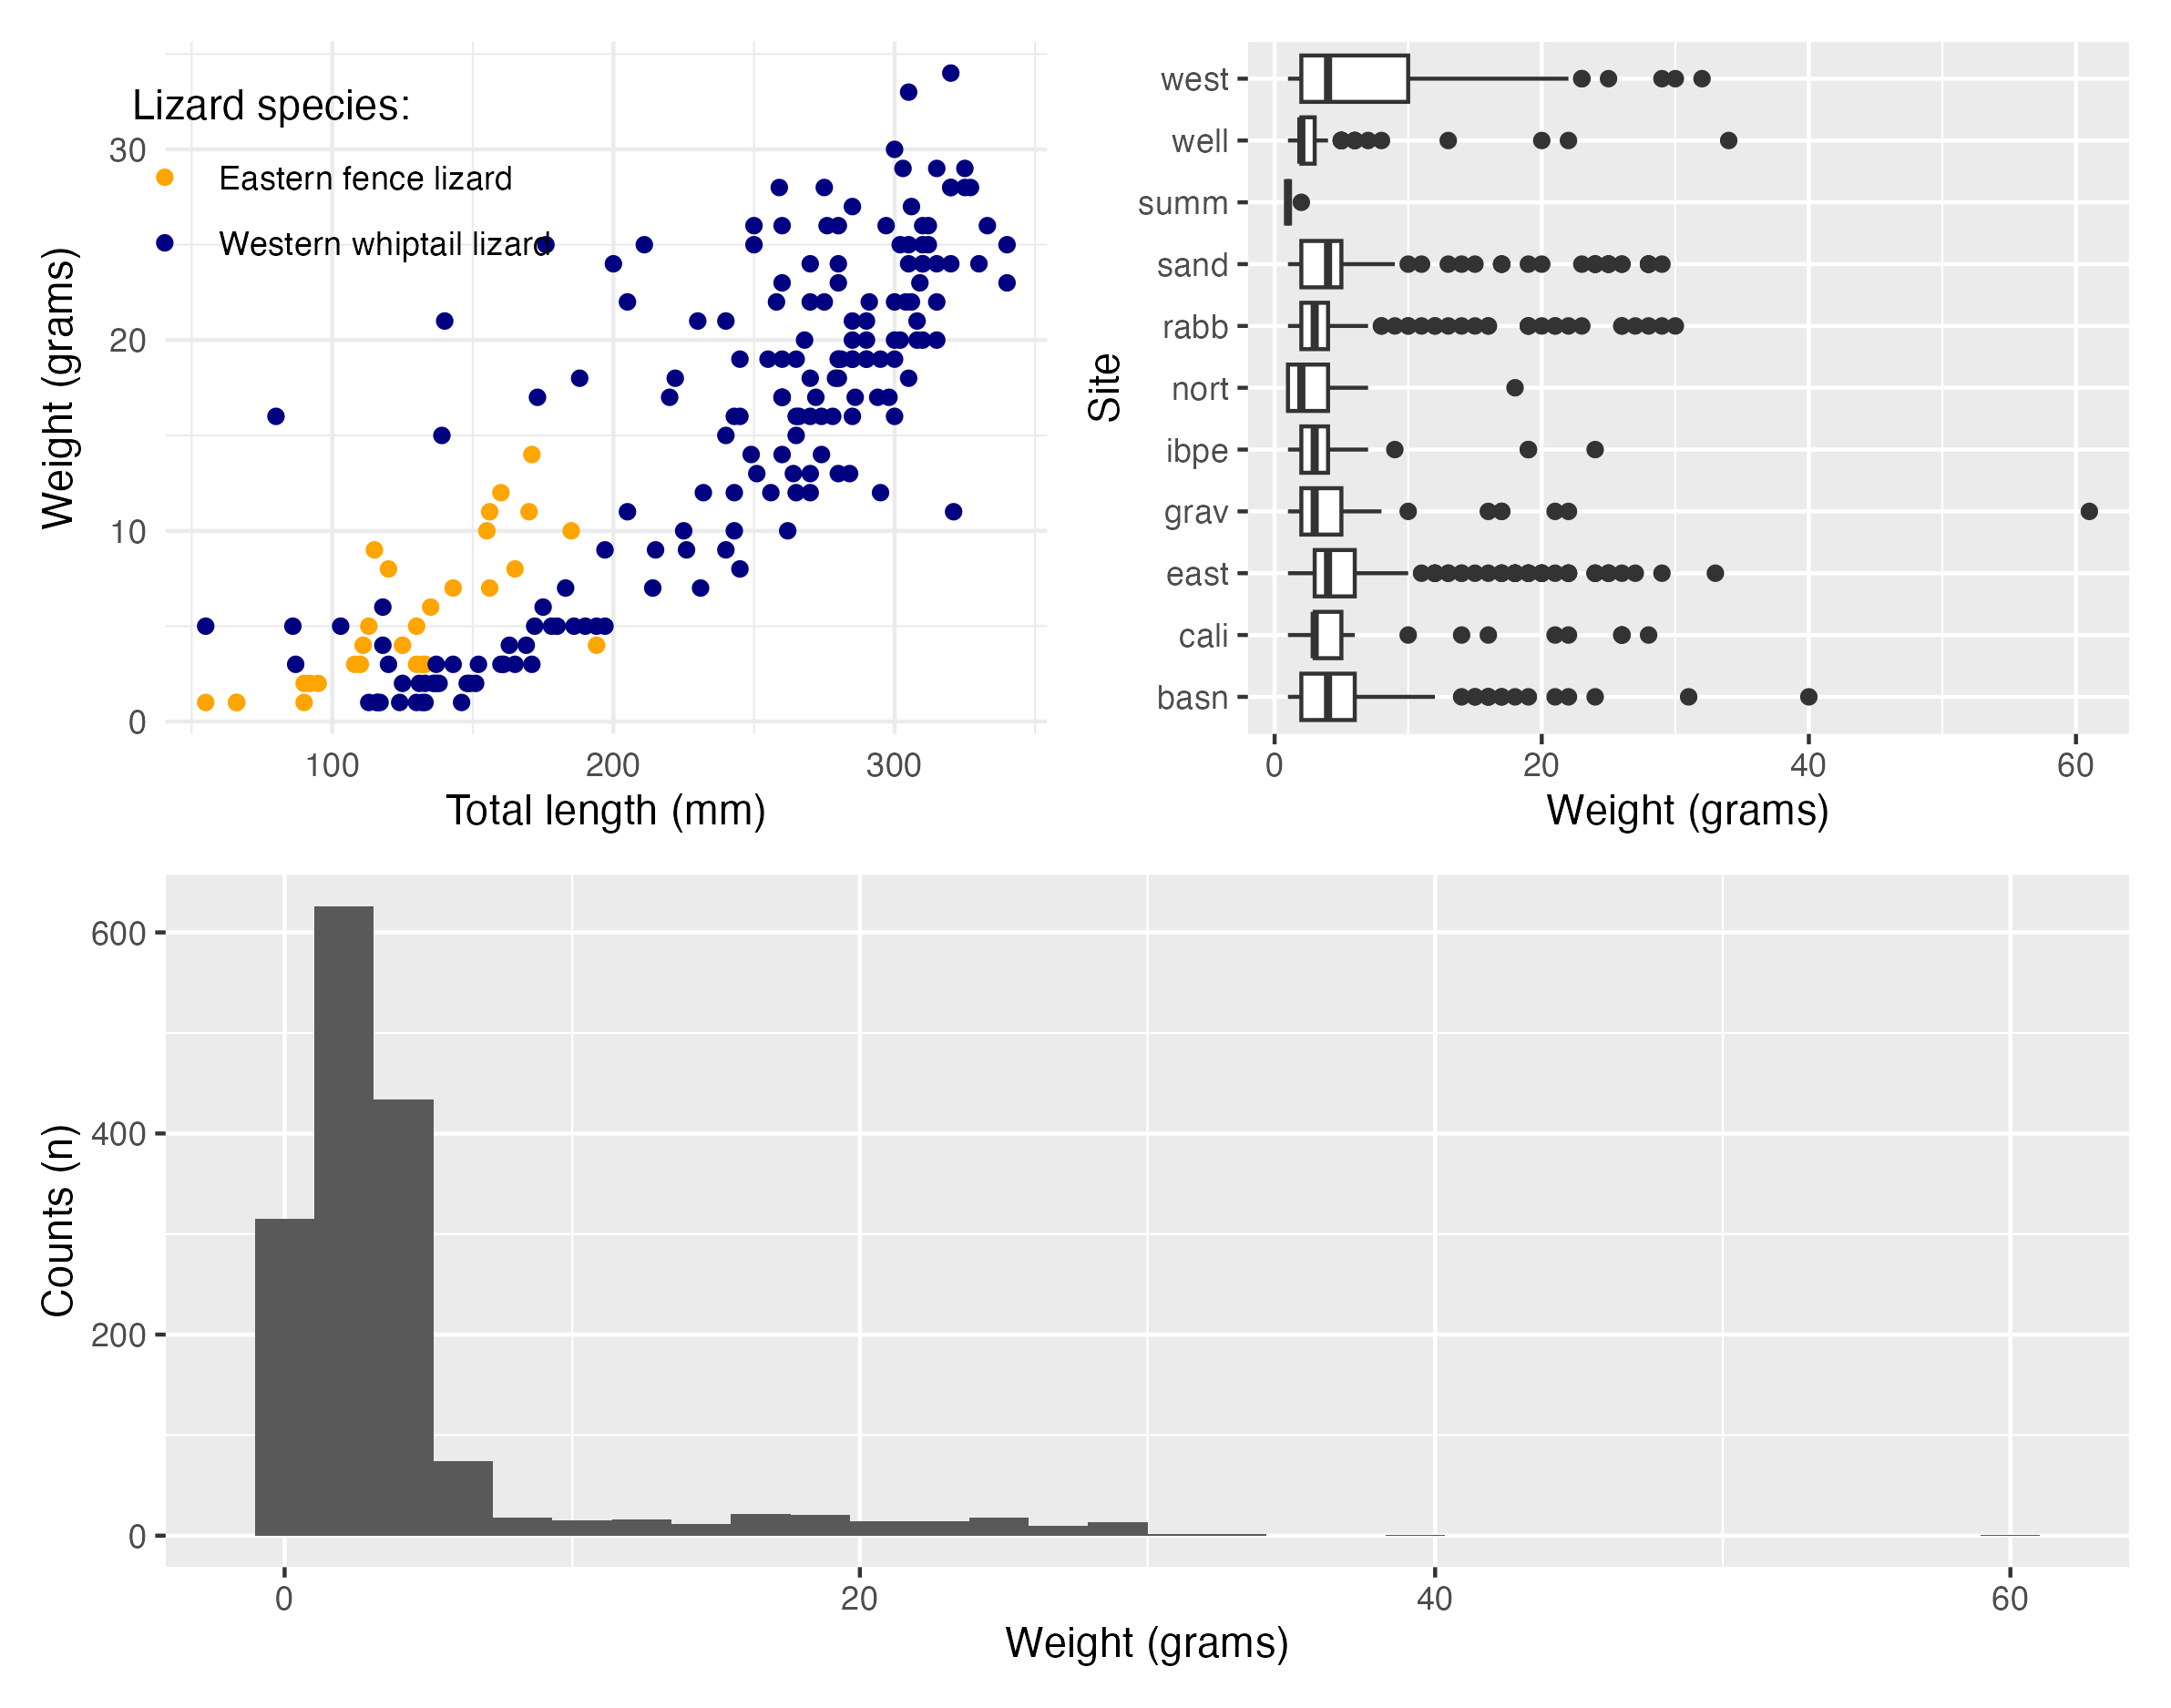 Lizard species:
Eastern fence lizard
Western whiptail lizard
Weight (grams)
30
20
10
0
100 200 300
Total length (mm)
Site
west
well
summ
sand
rabb
nort
ibpe
grav
east
cali
basn
0 20 40 60
Weight (grams)
Counts (n)
600
400
200
0
0 20 40 60
Weight (grams)